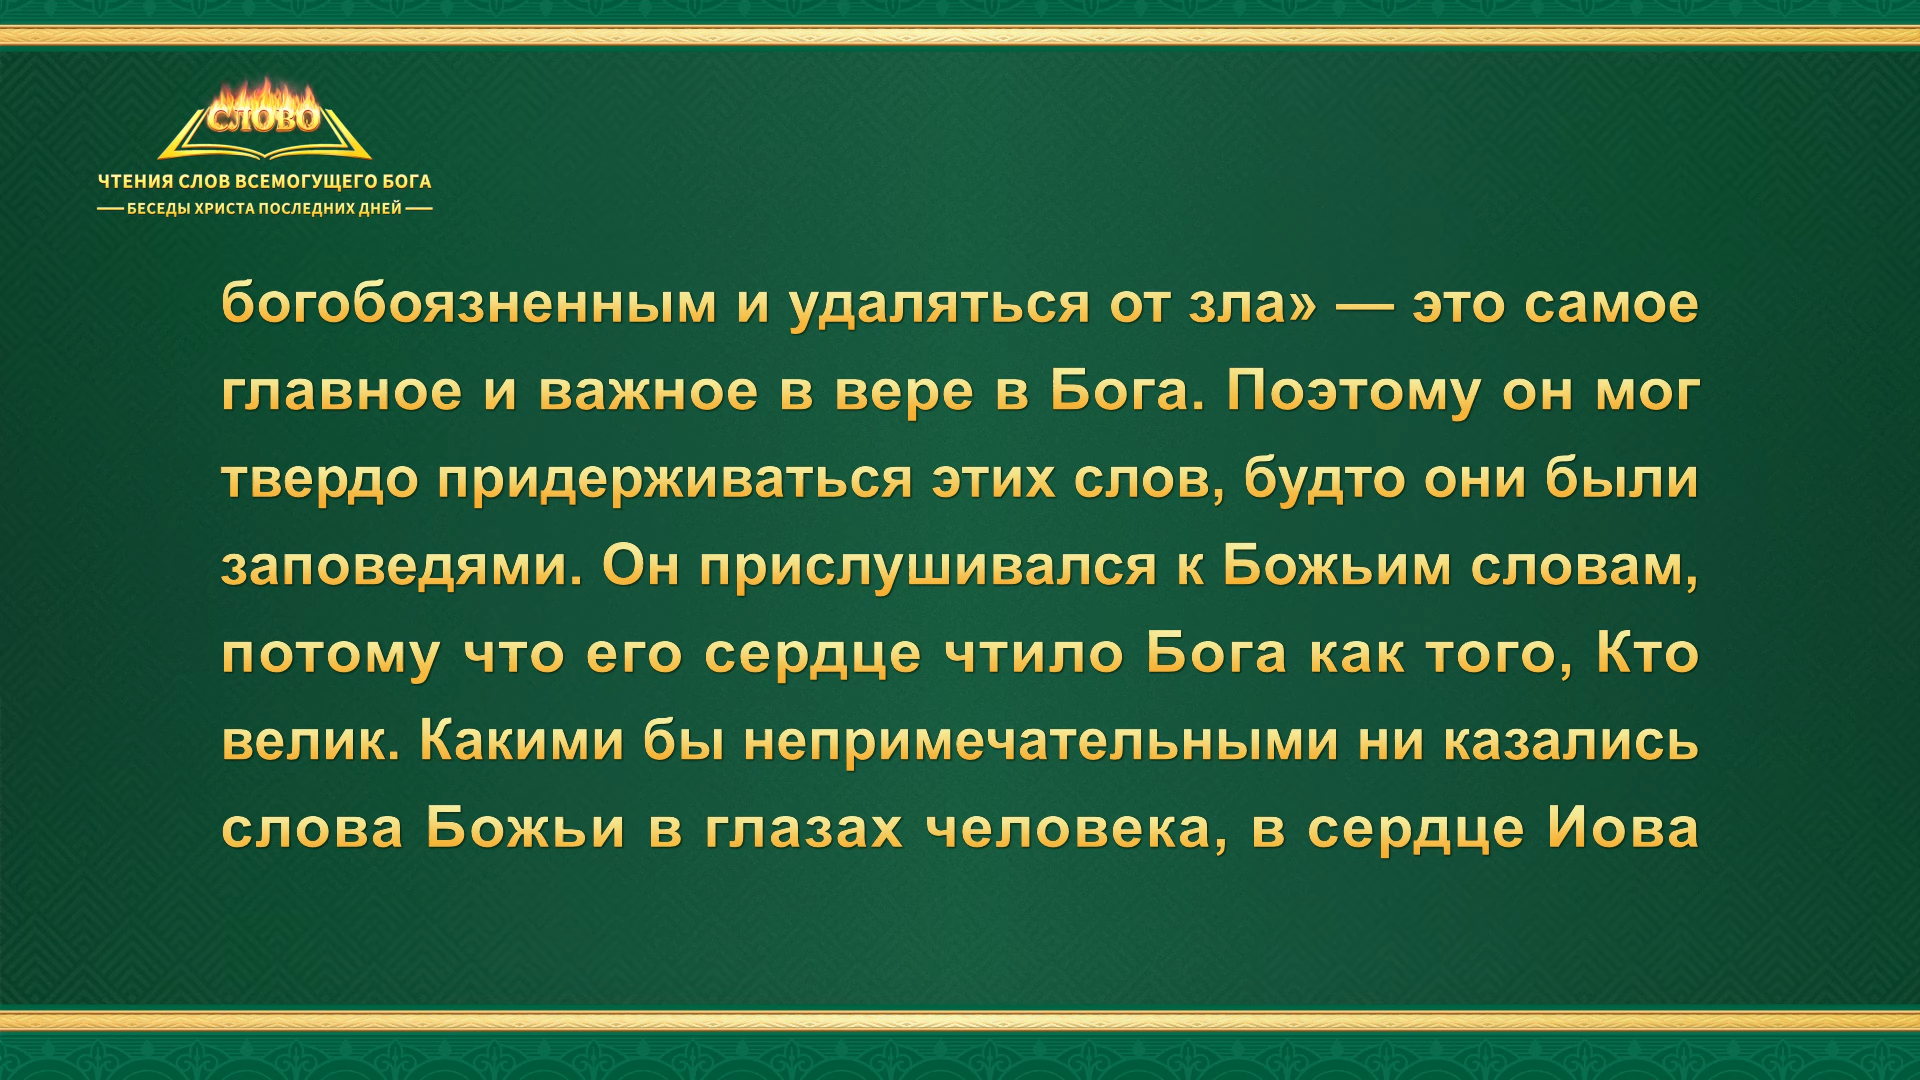 СЛОВО
ЧТЕНИЯ СЛОВ ВСЕМОГУЩЕГО БОГА
БЕСЕДЫ ХРИСТА ПОСЛЕДНИХ ДНЕЙ
богобоязненным и удаляться от зла» — это самое
главное и важное в вере в Бога. Поэтому он мог
твердо придерживаться этих слов, будто они были
заповедями. Он прислушивался к Божьим словам,
потому что его сердце чтило Бога как того, Кто
велик. Какими бы непримечательными ни казались
слова Божьи в глазах человека, в сердце Иова